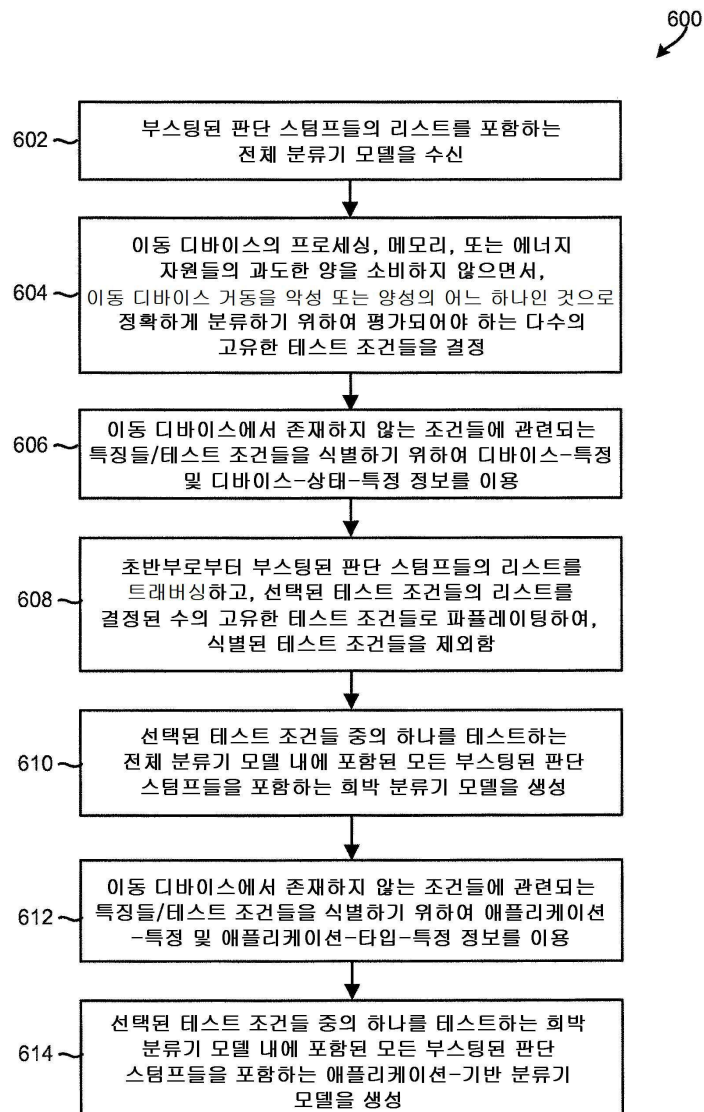 600
602
부스팅된 판단 스텀프들의 리스트를 포함하는
전체 분류기 모델을 수신
604
이동 디바이스의 프로세싱, 메모리, 또는 에너지
자원들의 과도한 양을 소비하지 않으면서,
이동 디바이스 거동을 악성 또는 양성의 어느 하나인 것으로
정확하게 분류하기 위하여 평가되어야 하는 다수의
고유한 테스트 조건들을 결정
606
이동 디바이스에서 존재하지 않는 조건들에 관련되는
특징들/테스트 조건들을 식별하기 위하여 디바이스-특정
및 디바이스-상태-특정 정보를 이용
608
초반부로부터 부스팅된 판단 스텀프들의 리스트를
트래버싱하고, 선택된 테스트 조건들의 리스트를
결정된 수의 고유한 테스트 조건들로 파퓰레이팅하여,
식별된 테스트 조건들을 제외함
610
선택된 테스트 조건들 중의 하나를 테스트하는
전체 분류기 모델 내에 포함된 모든 부스팅된 판단
스텀프들을 포함하는 희박 분류기 모델을 생성
612
이동 디바이스에서 존재하지 않는 조건들에 관련되는
특징들/테스트 조건들을 식별하기 위하여 애플리케이션
-특정 및 애플리케이션-타입-특정 정보를 이용
614
선택된 테스트 조건들 중의 하나를 테스트하는 희박
분류기 모델 내에 포함된 모든 부스팅된 판단
스텀프들을 포함하는 애플리케이션-기반 분류기
모델을 생성